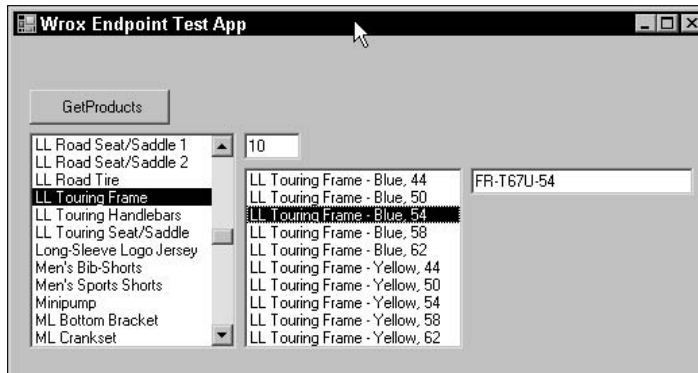 Wrox Endpoint Test App
GetProducts
LL Road Seat/Saddle 1
LL Road Seat/Saddle 2
LL Road Tire
LL Touring Frame
LL Touring Handlebars
LL Touring Seat/Saddle
Long-Sleeve Logo Jersey
Men's Bib-Shorts
Men's Sports Shorts
Minipump
ML Bottom Bracket
ML Crankset
10
LL Touring Frame - Blue, 44
LL Touring Frame - Blue, 50
LL Touring Frame - Blue, 54
LL Touring Frame - Blue, 58
LL Touring Frame - Blue, 62
LL Touring Frame - Yellow, 44
LL Touring Frame - Yellow, 50
LL Touring Frame - Yellow, 54
LL Touring Frame - Yellow, 58
LL Touring Frame - Yellow, 62
FR-T67U-54